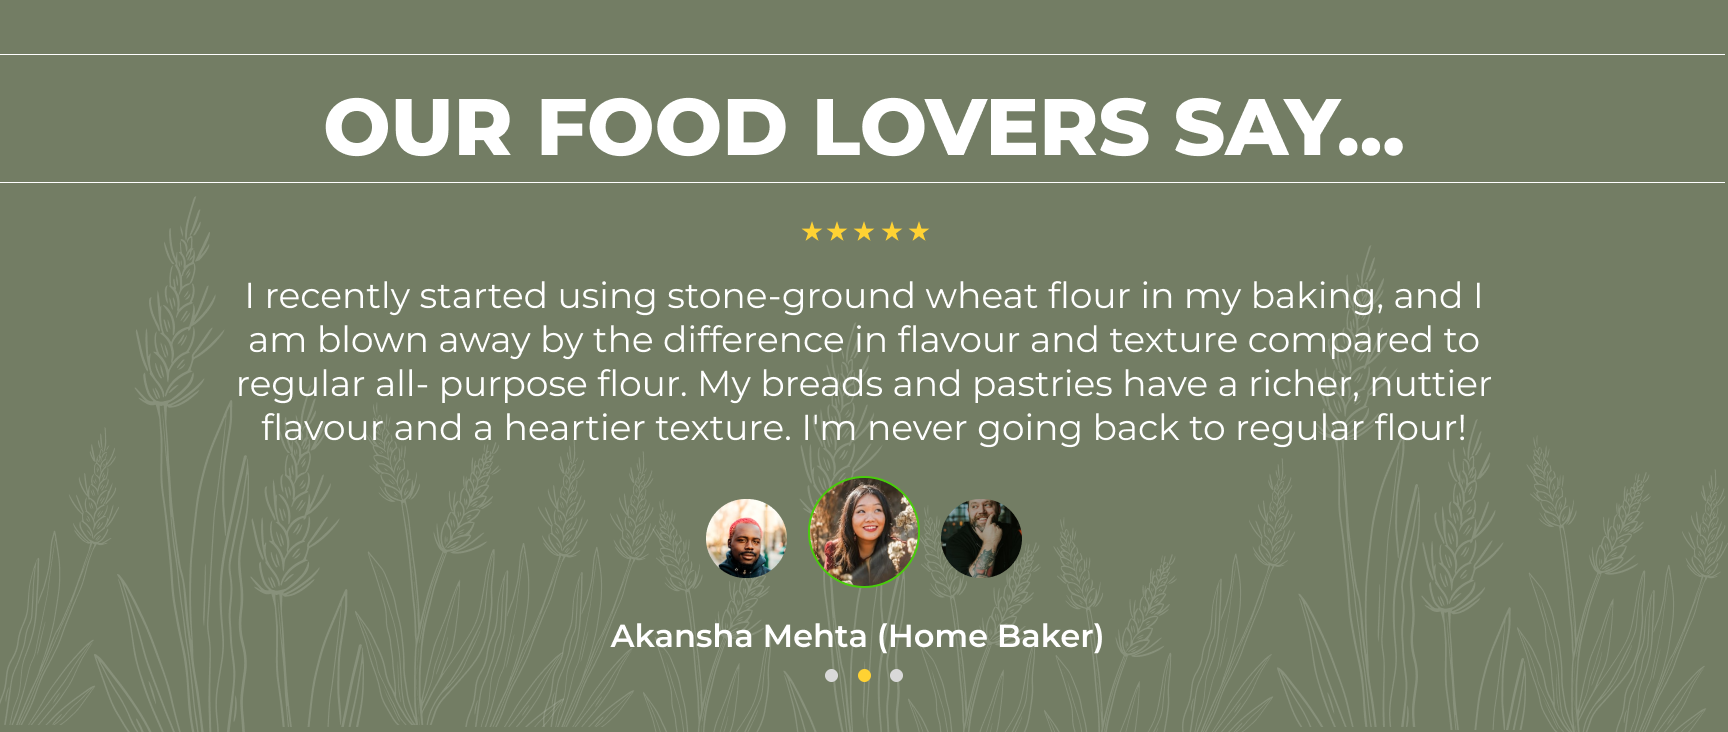 OUR FOOD LOVERS SAY...
I recently started using stone-ground wheat flour in my baking, and I
am blown away by the difference in flavour and texture compared to
regular all- purpose flour. My breads and pastries have a richer, nuttier
flavour and a heartier texture. I'm never going back to regular flour!
Akansha Mehta (Home Baker)